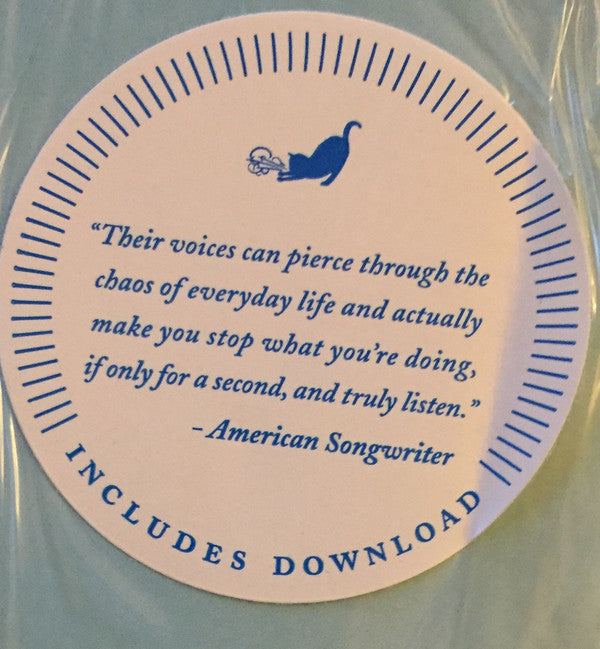 “Their voices can pierce through the
chaos of everyday life and actually
make you stop what you’re doing,
if only for a second, and truly listen.”
– American Songwriter
INCLUDES DOWNLOAD